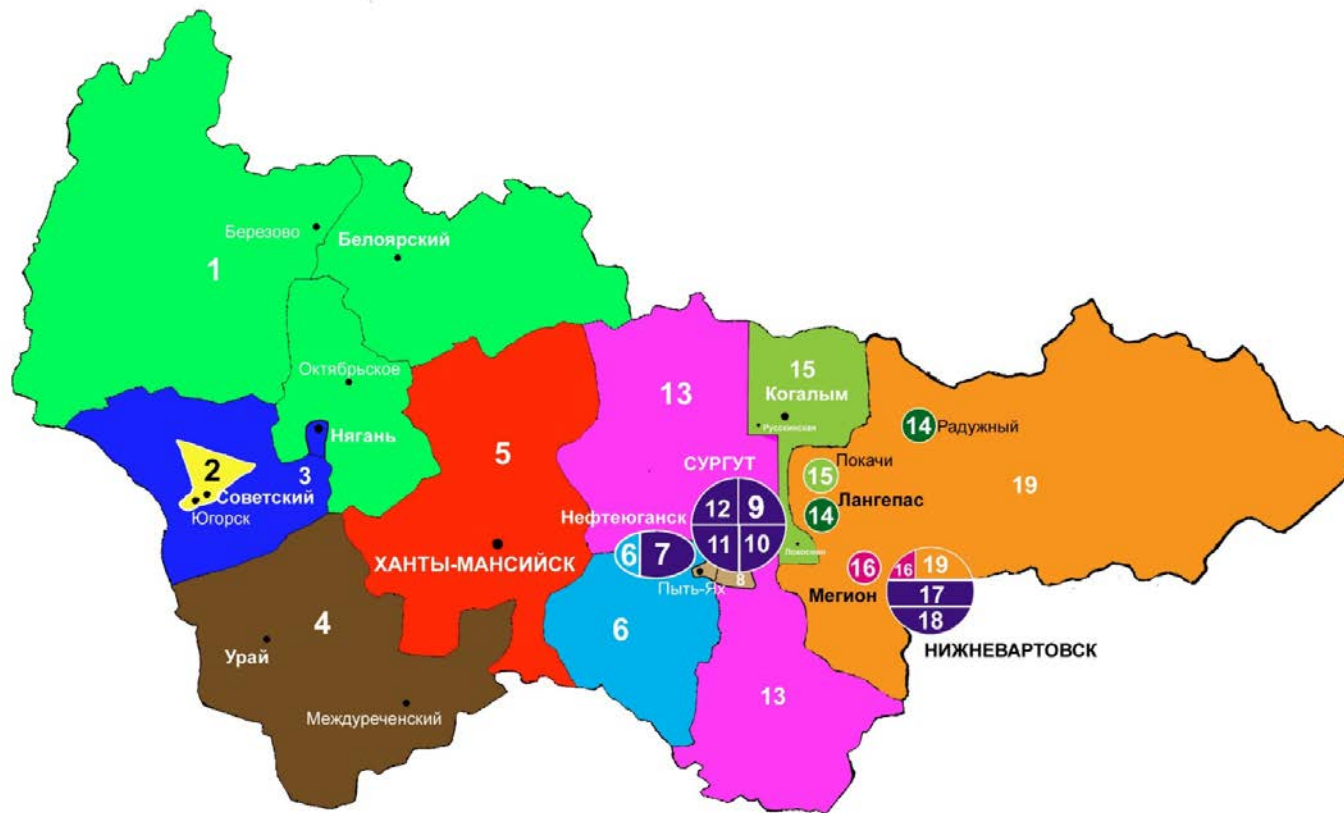 Березово
Белоярский
1
Октябрьское
15
13
Когалым
Русскинская
14
Радужный
Нягань
5
2
3
СУРГУТ
Покачи
15
19
Советский
Югорск
12
9
Лангепас
14
Нефтеюганск
11
10
6
7
ХАНТЫ-МАНСИЙСК
Локосово
8
Пыть-Ях
16
16
19
Мегион
17
18
4
6
Урай
НИЖНЕВАРТОВСК
13
Междуреченский